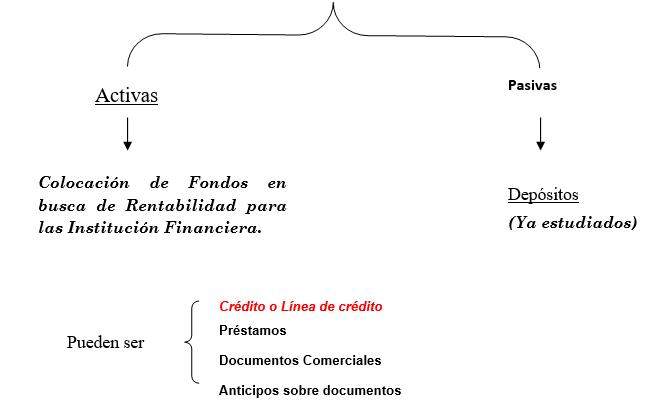 Activas
Pasivas
Colocación de Fondos en
busca de Rentabilidad para
las Institución Financiera.
Depósitos
(Ya estudiados)
Pueden ser
Crédito o Línea de crédito
Préstamos
Documentos Comerciales
Anticipos sobre documentos